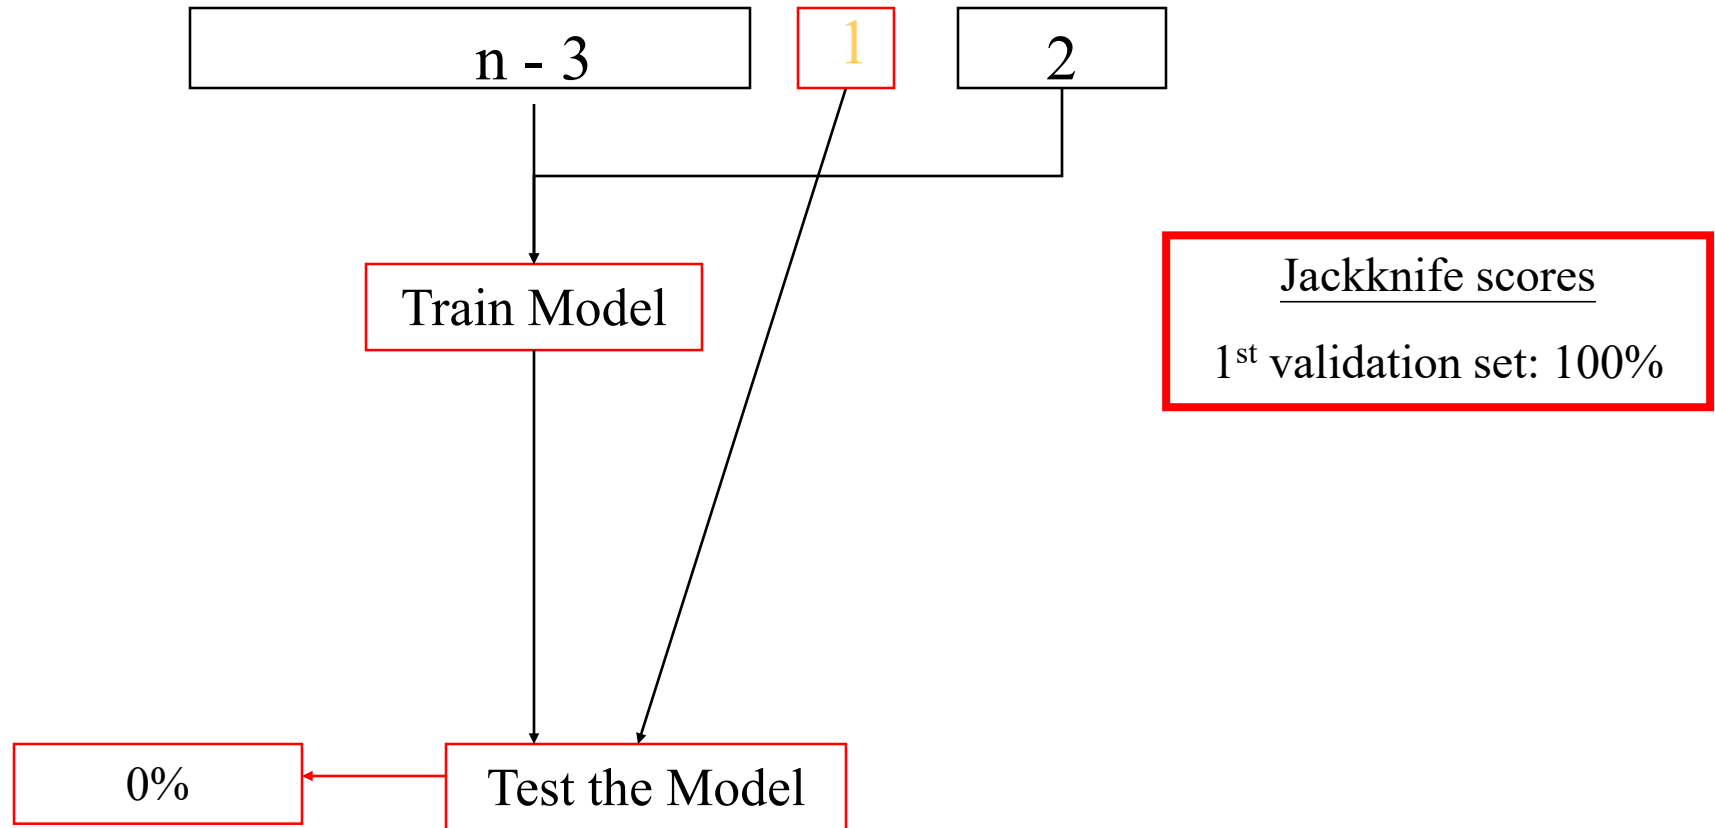 n - 3
1
2
Train Model
Jackknife scores
1st validation set: 100%
0%
Test the Model